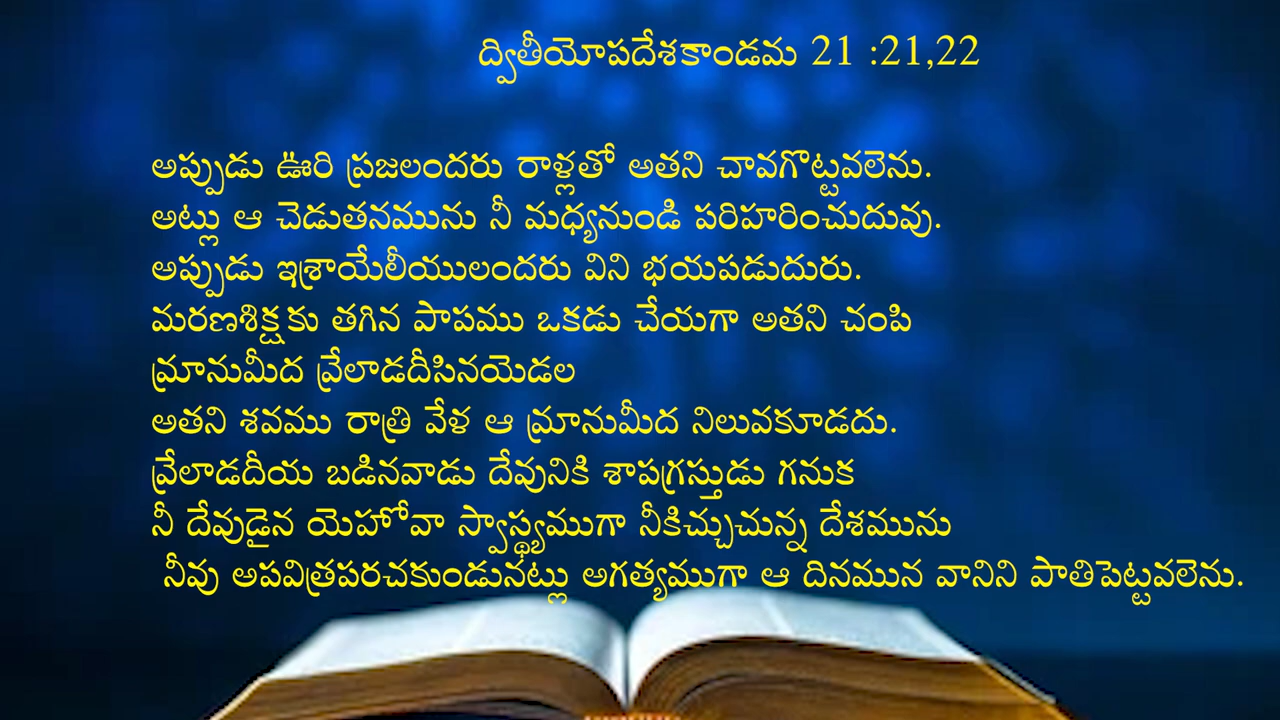 ద్వితీయోపదేశకాండమ 21 :21,22
అప్పుడు ఊరి ప్రజలందరు రాళ్లతో అతని చావగొట్టవలెను.
అట్లు ఆ చెడుతనమును నీ మధ్యనుండి పరిహరించుదువు.
అప్పుడు ఇశ్రాయేలీయులందరు విని భయపడుదురు.
మరణశిక్షకు తగిన పాపము ఒకడు చేయగా అతని చంపి
మ్రానుమీద వ్రేలాడదీసినయెడల
అతని శవము రాత్రి వేళ ఆ మ్రానుమీద నిలువకూడదు.
వ్రేలాడదీయ బడినవాడు దేవునికి శాపగ్రస్తుడు గనుక
నీ దేవుడైన యెహోవా స్వాస్థ్యముగా నీకిచ్చుచున్న దేశమును
నీవు అపవిత్రపరచకుండునట్లు అగత్యముగా ఆ దినమున వానిని పాతిపెట్టవలెను.